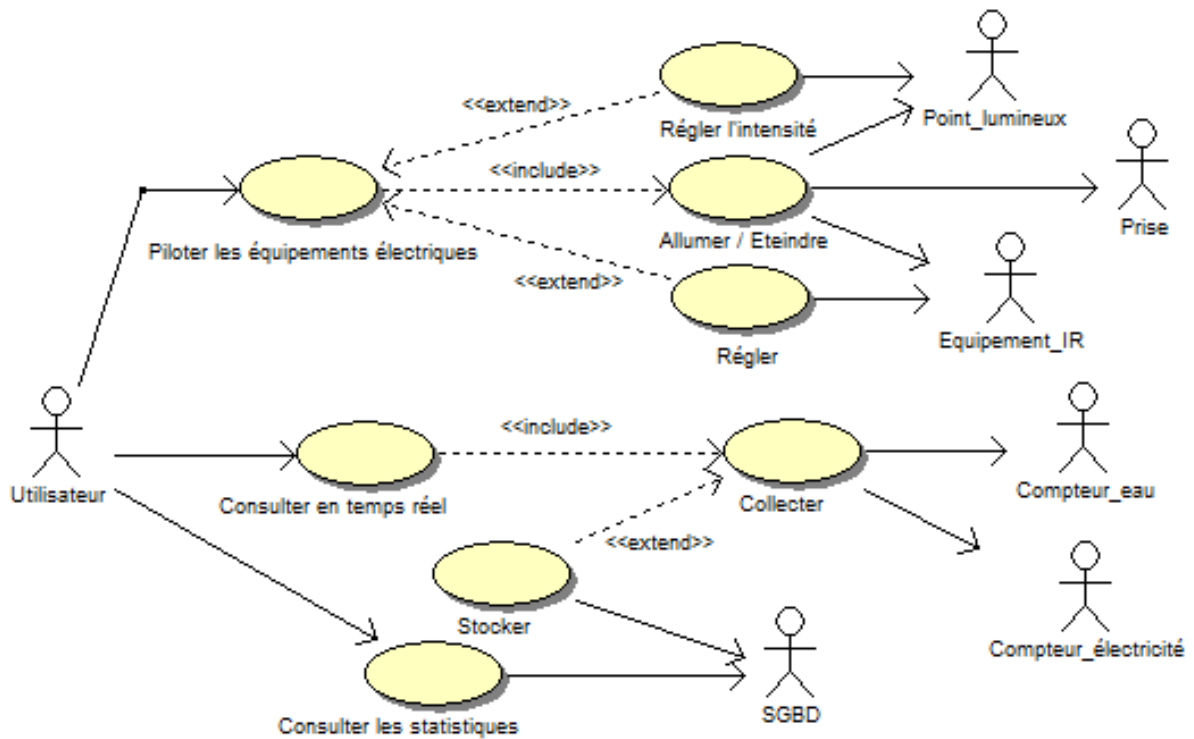 <<extend>>
Régler l'intensité
Point_lumineux
<<include>>
Piloter les équipements électriques
Allumer / Eteindre
Prise
<<extend>>
Régler
Equipement_IR
Utilisateur
<<include>>
Consulter en temps réel
Collecter
Compteur_eau
<<extend>>
Stocker
Compteur_électricité
Consulter les statistiques
SGBD